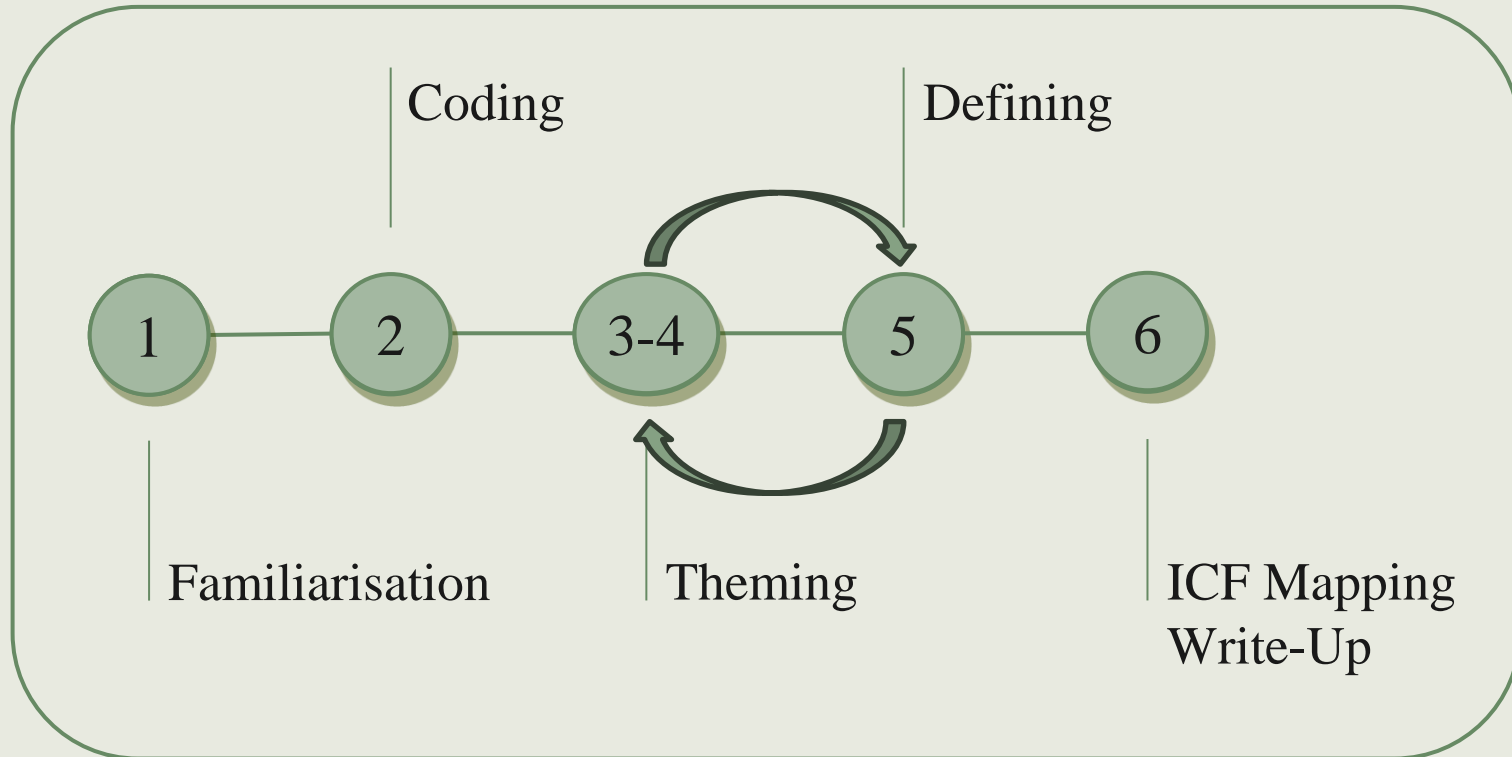 Coding
Defining
1
2
3-4
5
6
Familiarisation
Theming
ICF Mapping
Write-Up